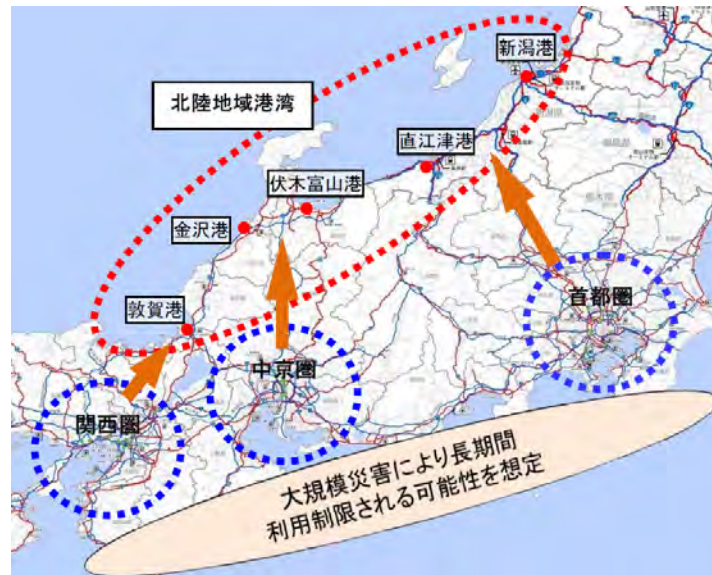 新潟港
北陸地域港湾
直江津港
伏木富山港
金沢港
敦賀港
首都圏
中京圏
関西圏
大規模災害により長期間
利用制限される可能性を想定